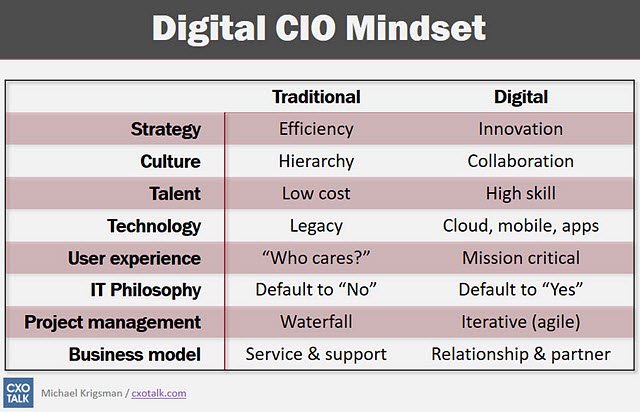 Digital CIO Mindset
Traditional Digital
Strategy Efficiency Innovation
Culture Hierarchy Collaboration
Talent Low cost High skill
Technology Legacy Cloud, mobile, apps
User experience “Who cares?” Mission critical
IT Philosophy Default to “No” Default to “Yes”
Project management Waterfall Iterative (agile)
Business model Service & support Relationship & partner
CXO
TALK
Michael Krigsman / cxotalk.com